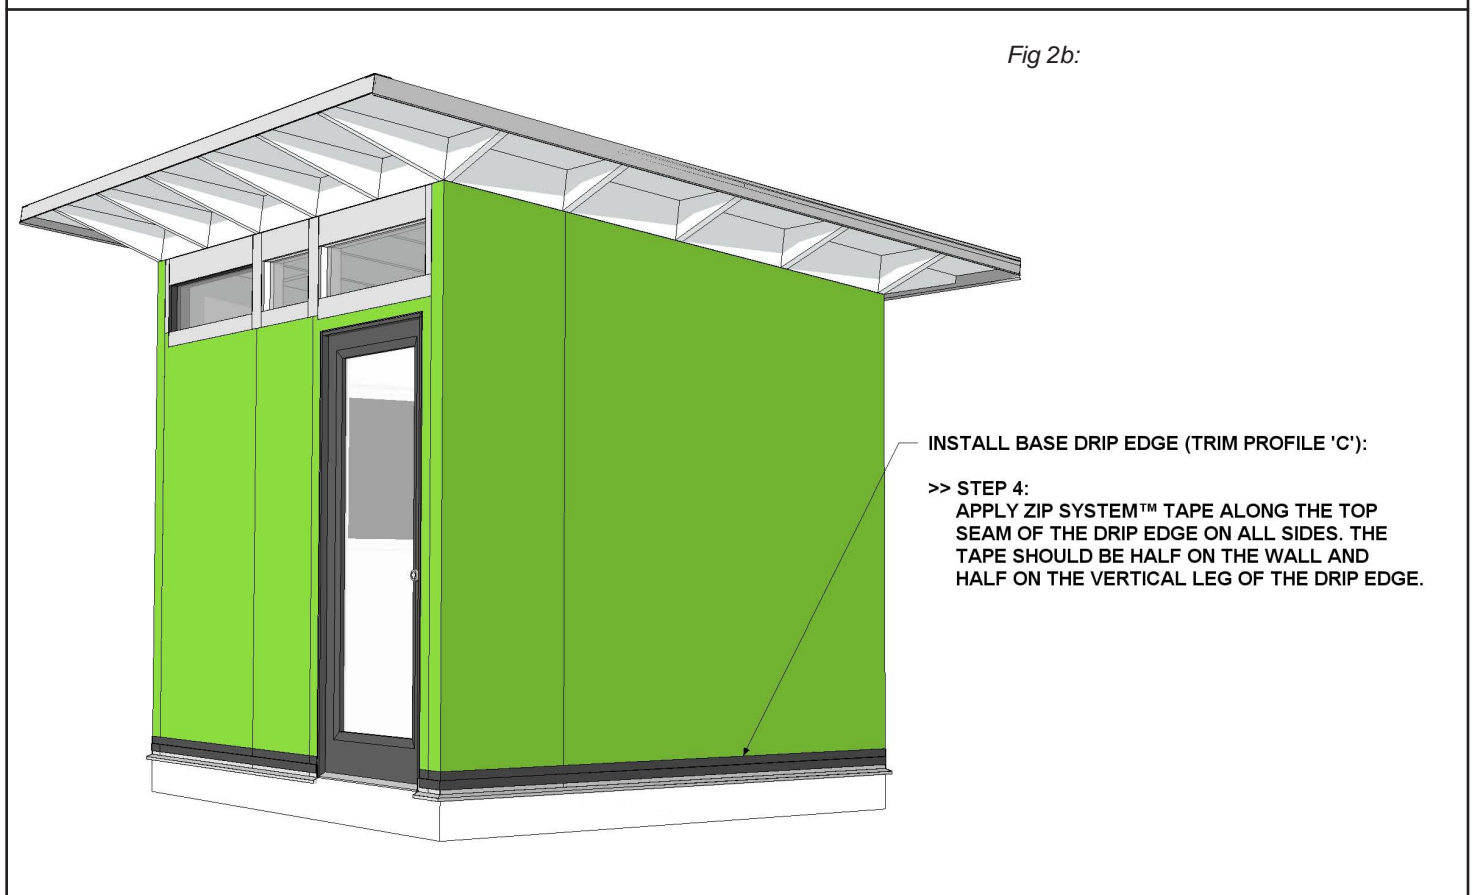 Fig 2b:
INSTALL BASE DRIP EDGE (TRIM PROFILE 'C'):
>> STEP 4:
APPLY ZIP SYSTEM™ TAPE ALONG THE TOP
SEAM OF THE DRIP EDGE ON ALL SIDES. THE
TAPE SHOULD BE HALF ON THE WALL AND
HALF ON THE VERTICAL LEG OF THE DRIP EDGE.